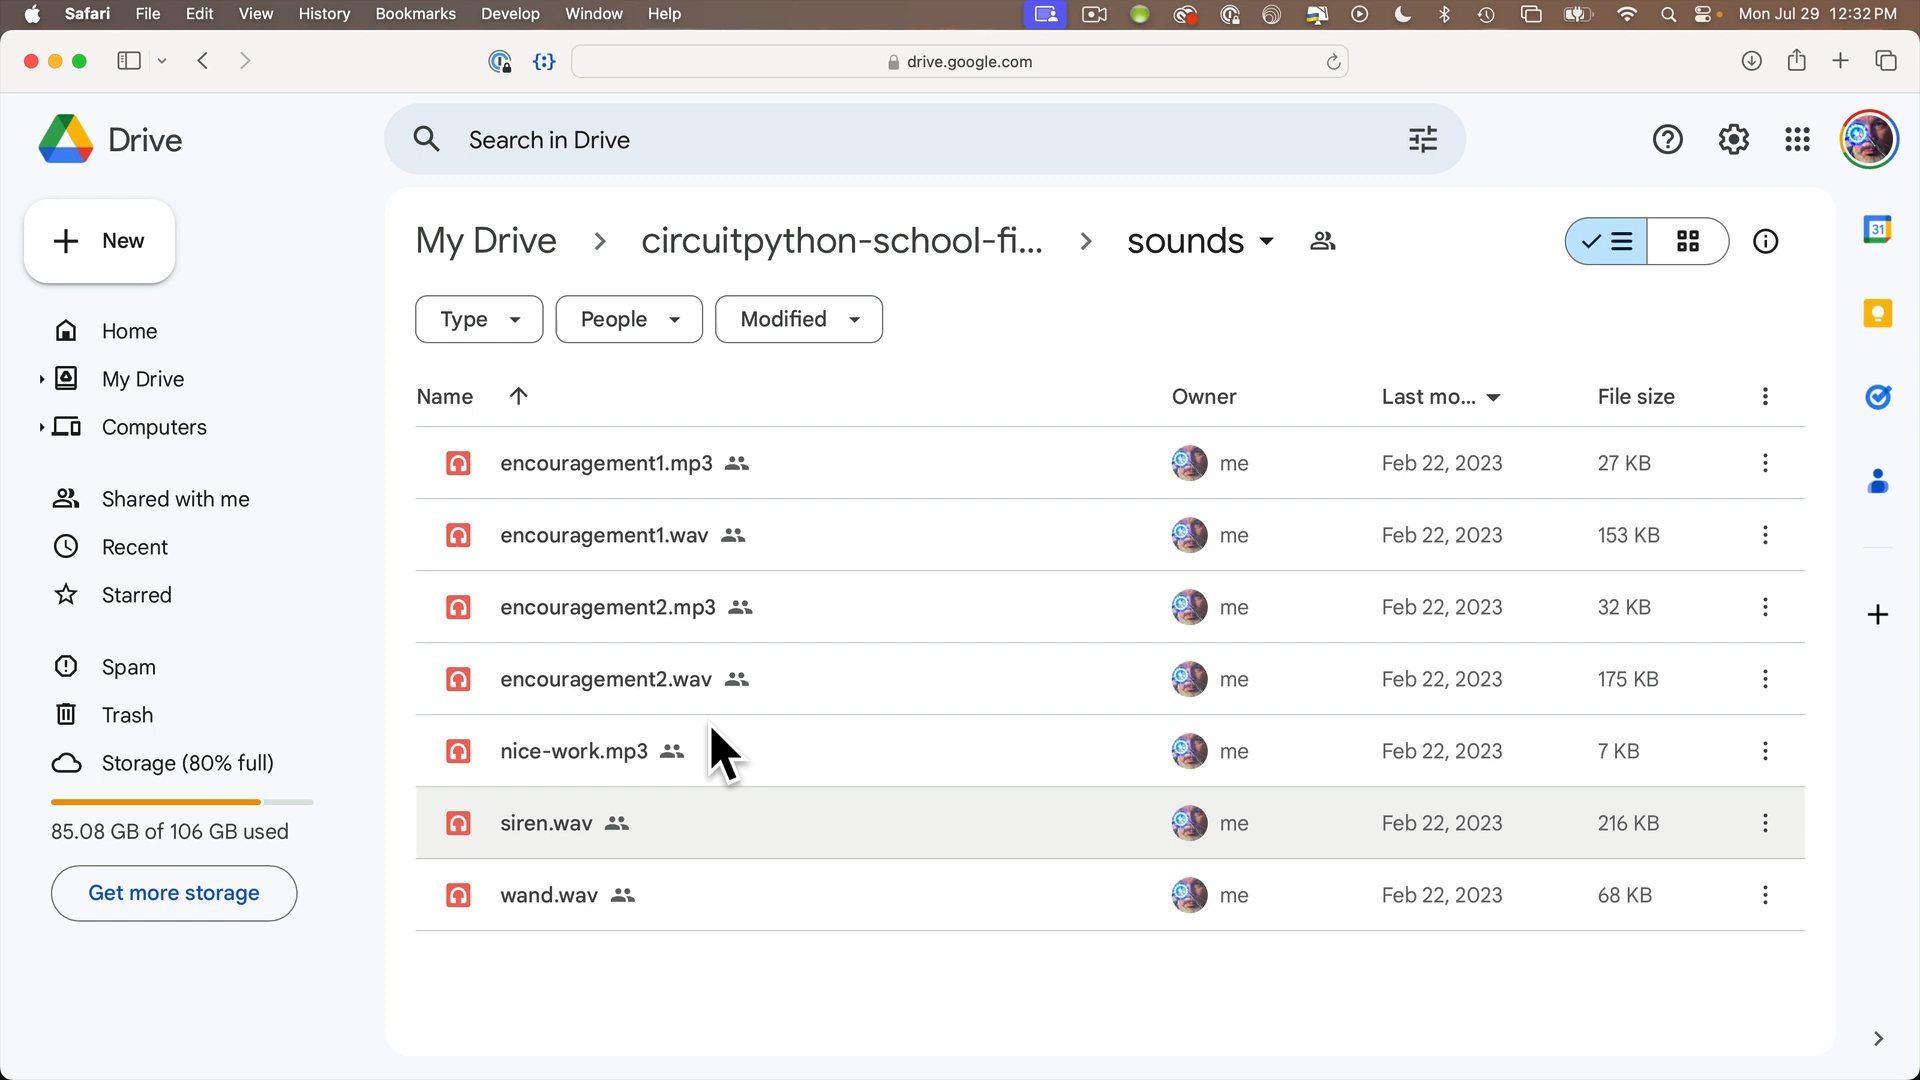 Safari File Edit View History Bookmarks Develop Window Help Mon Jul 29 12:32 PM
drive.google.com
Drive
Search in Drive
New
My Drive circuitpython-school-fi... sounds
31
Type People Modified
Home
My Drive
Computers
Shared with me
Recent
Starred
Spam
Trash
Storage (80% full)
85.08 GB of 106 GB used
Get more storage
Name Owner Last mo... File size
encouragement1.mp3 me Feb 22, 2023 27 KB
encouragement1.wav me Feb 22, 2023 153 KB
encouragement2.mp3 me Feb 22, 2023 32 KB
encouragement2.wav me Feb 22, 2023 175 KB
nice-work.mp3 me Feb 22, 2023 7 KB
siren.wav me Feb 22, 2023 216 KB
wand.wav me Feb 22, 2023 68 KB